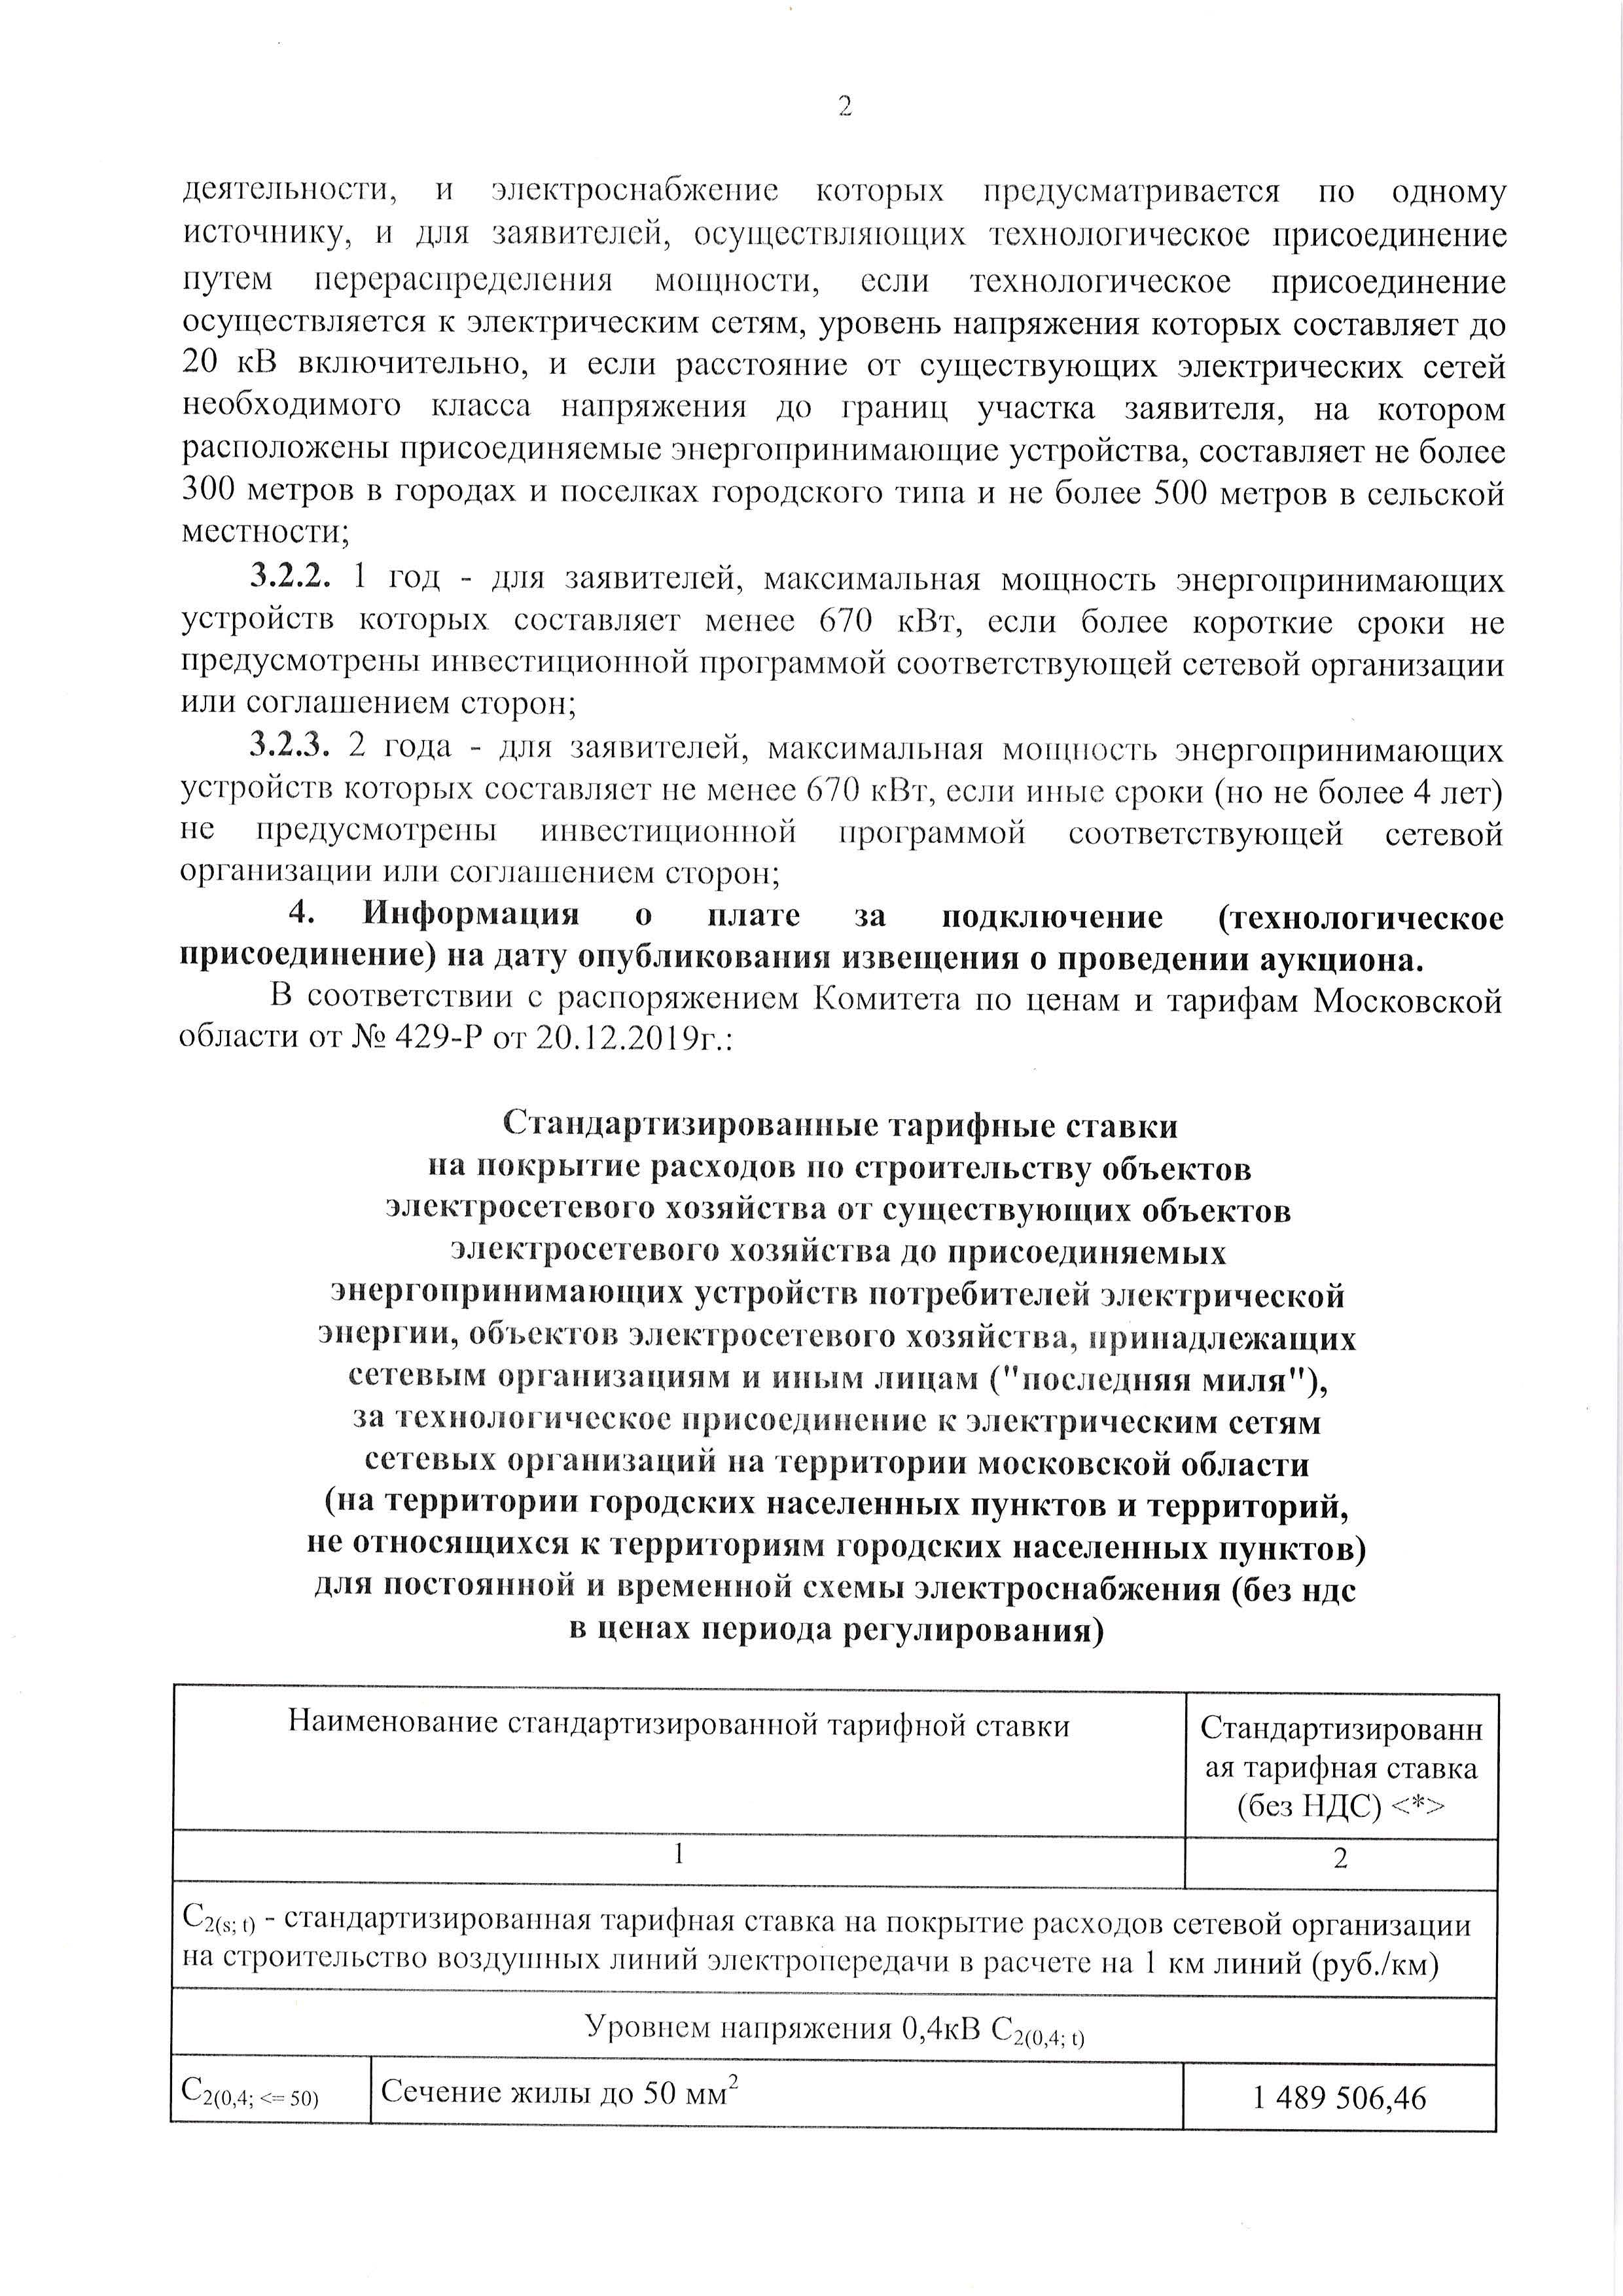 2
деятельности, и электроснабжение которых предусматривается по одному
источнику, и для заявителей, осуществляющих технологическое присоединение
путем перераспределения мощности, если технологическое присоединение
осуществляется к электрическим сетям, уровень напряжения которых составляет до
20 кВ включительно, и если расстояние от существующих электрических сетей
необходимого класса напряжения до границ участка заявителя, на котором
расположены присоединяемые энергопринимающие устройства, составляет не более
300 метров в городах и поселках городского типа и не более 500 метров в сельской
местности;
3.2.2. 1 год - для заявителей, максимальная мощность энергопринимающих
устройств которых составляет менее 670 кВт, если более короткие сроки не
предусмотрены инвестиционной программой соответствующей сетевой организации
или соглашением сторон;
3.2.3. 2 года - для заявителей, максимальная мощность энергопринимающих
устройств которых составляет не менее 670 кВт, если иные сроки (но не более 4 лет)
не предусмотрены инвестиционной программой соответствующей сетевой
организации или соглашением сторон;
4. Информация о плате за подключение (технологическое
присоединение) на дату опубликования извещения о проведении аукциона.
В соответствии с распоряжением Комитета по ценам и тарифам Московской
области от № 429-Р от 20.12.2019г.:
Стандартизированные тарифные ставки
на покрытие расходов по строительству объектов
электросетевого хозяйства от существующих объектов
электросетевого хозяйства до присоединяемых
энергопринимающих устройств потребителей электрической
энергии, объектов электросетевого хозяйства, принадлежащих
сетевым организациям и иным лицам ("последняя миля"),
за технологическое присоединение к электрическим сетям
сетевых организаций на территории московской области
(на территории городских населенных пунктов и территорий,
не относящихся к территориям городских населенных пунктов)
для постоянной и временной схемы электроснабжения (без ндс
в ценах периода регулирования)
Наименование стандартизированной тарифной ставки
Стандартизированн
ая тарифная ставка
(без НДС) <*>
1
2
С2(s; t) - стандартизированная тарифная ставка на покрытие расходов сетевой организации
на строительство воздушных линий электропередачи в расчете на 1 км линий (руб./км)
Уровнем напряжения 0,4кВ С2(0,4; t)
С2(0,4; <= 50)
Сечение жилы до 50 мм²
1 489 506,46